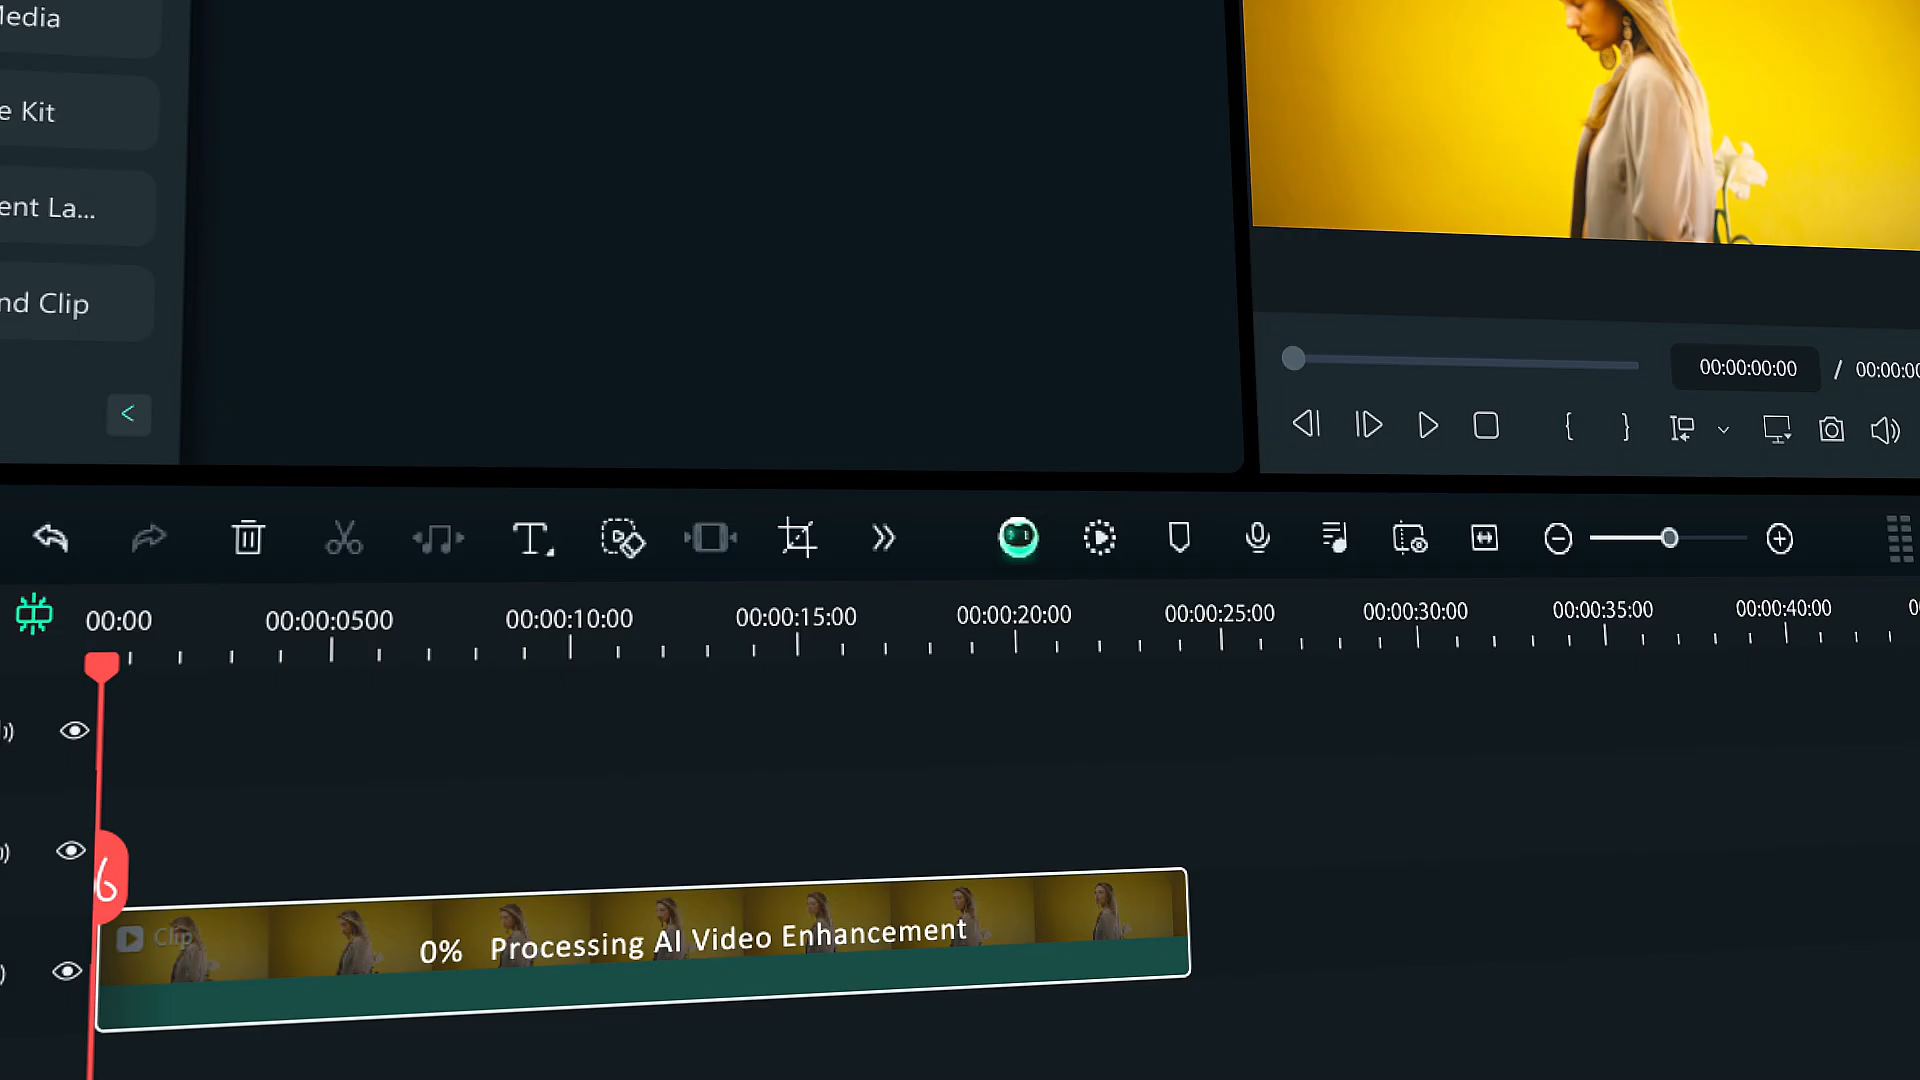 Media
e Kit
ent La...
nd Clip
<
00:00:00:00 / 00:00:00
{ }
00:00 00:00:0500 00:00:10:00 00:00:15:00 00:00:20:00 00:00:25:00 00:00:30:00 00:00:35:00 00:00:40:00
Clip
0% Processing AI Video Enhancement